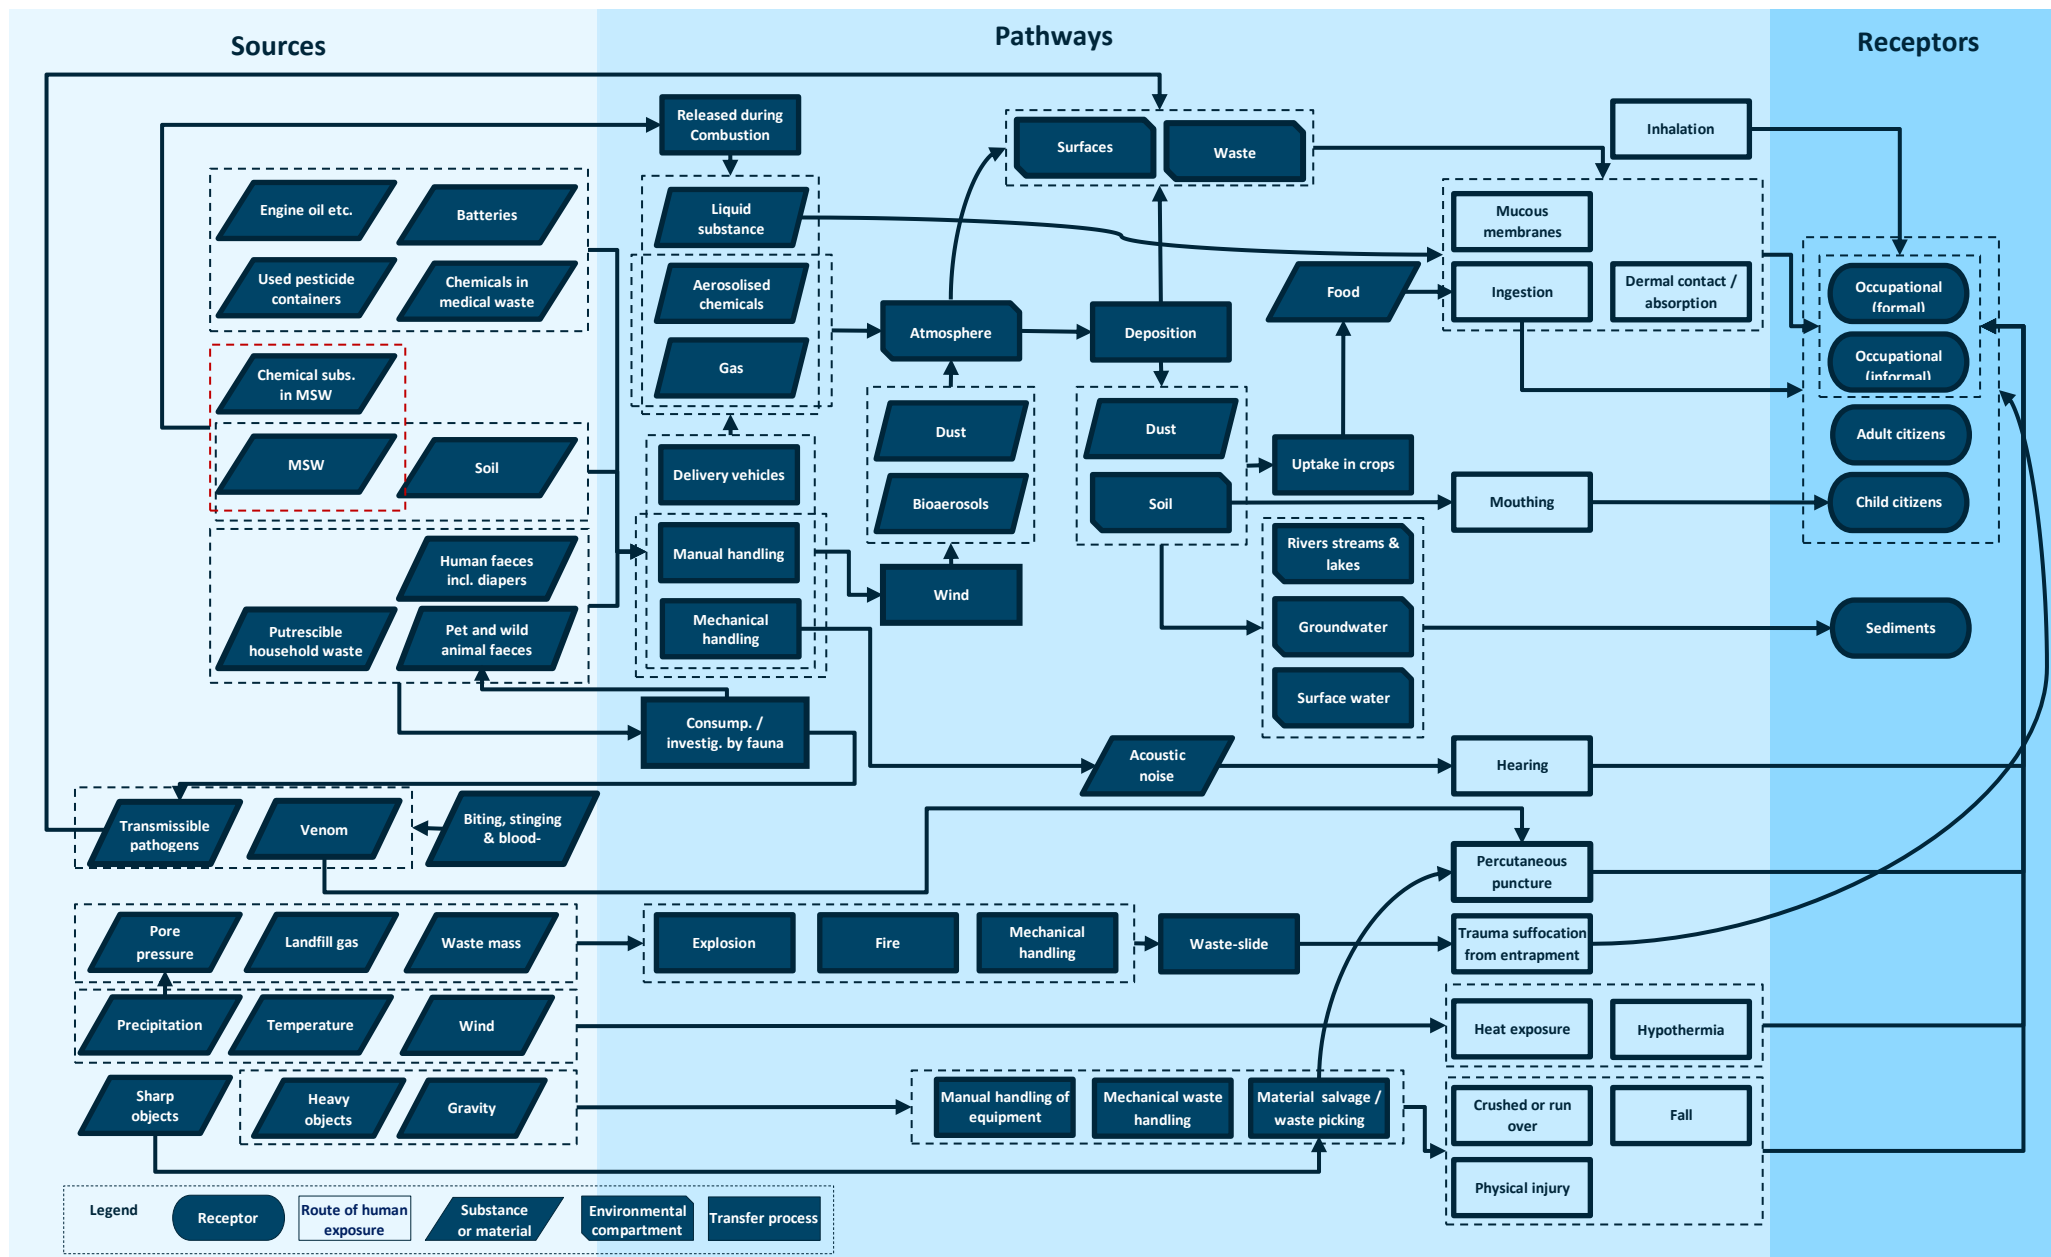 Sources
Pathways
Receptors
Released during
Combustion
Surfaces
Waste
Inhalation
Engine oil etc.
Batteries
Used pesticide
containers
Chemicals in
medical waste
Liquid
substance
Aerosolised
chemicals
Gas
Atmosphere
Deposition
Food
Mucous
membranes
Ingestion
Dermal contact /
absorption
Occupational
(formal)
Occupational
(informal)
Adult citizens
Child citizens
Chemical subs.
in MSW
MSW
Soil
Delivery vehicles
Manual handling
Mechanical
handling
Dust
Bioaerosols
Wind
Dust
Soil
Uptake in crops
Mouthing
Rivers streams &
lakes
Groundwater
Surface water
Sediments
Human faeces
incl. diapers
Putrescible
household waste
Pet and wild
animal faeces
Consump. /
investig. by fauna
Acoustic
noise
Hearing
Transmissible
pathogens
Venom
Biting, stinging
& blood-
Percutaneous
puncture
Pore
pressure
Landfill gas
Waste mass
Explosion
Fire
Mechanical
handling
Waste-slide
Trauma suffocation
from entrapment
Precipitation
Temperature
Wind
Heat exposure
Hypothermia
Sharp
objects
Heavy
objects
Gravity
Manual handling of
equipment
Mechanical waste
handling
Material salvage /
waste picking
Crushed or run
over
Fall
Physical injury
Legend
Receptor
Route of human
exposure
Substance
or material
Environmental
compartment
Transfer process